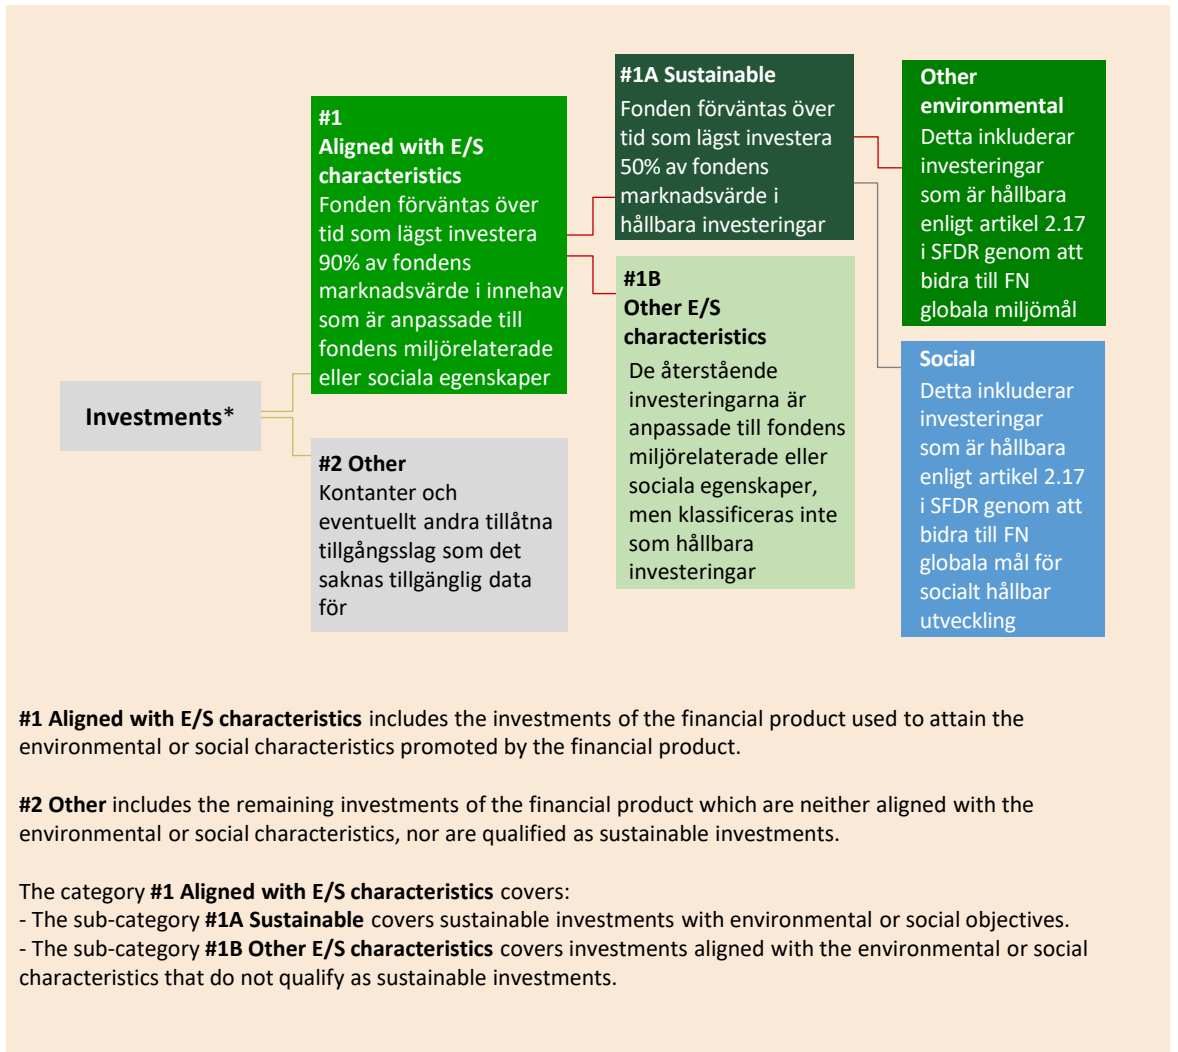 Investments*
#1
Aligned with E/S
characteristics
Fonden förväntas över
tid som lägst investera
90% av fondens
marknadsvärde i innehav
som är anpassade till
fondens miljörelaterade
eller sociala egenskaper
#2 Other
Kontanter och
eventuellt andra tillåtna
tillgångsslag som det
saknas tillgänglig data
för
#1A Sustainable
Fonden förväntas över
tid som lägst investera
50% av fondens
marknadsvärde i
hållbara investeringar
#1B
Other E/S
characteristics
De återstående
investeringarna är
anpassade till fondens
miljörelaterade eller
sociala egenskaper,
men klassificeras inte
som hållbara
investeringar
Other
environmental
Detta inkluderar
investeringar
som är hållbara
enligt artikel 2.17
i SFDR genom att
bidra till FN
globala miljömål
Social
Detta inkluderar
investeringar
som är hållbara
enligt artikel 2.17
i SFDR genom att
bidra till FN
globala mål för
socialt hållbar
utveckling
#1 Aligned with E/S characteristics includes the investments of the financial product used to attain the
environmental or social characteristics promoted by the financial product.
#2 Other includes the remaining investments of the financial product which are neither aligned with the
environmental or social characteristics, nor are qualified as sustainable investments.
The category #1 Aligned with E/S characteristics covers:
- The sub-category #1A Sustainable covers sustainable investments with environmental or social objectives.
- The sub-category #1B Other E/S characteristics covers investments aligned with the environmental or social
characteristics that do not qualify as sustainable investments.